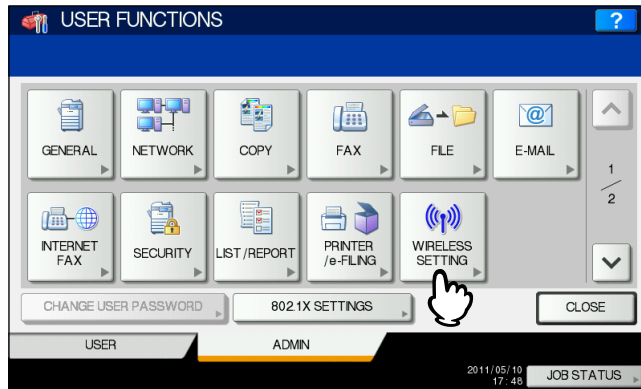 USER FUNCTIONS
?
GENERAL
NETWORK
COPY
FAX
FILE
E-MAIL
1
2
INTERNET
FAX
SECURITY
LIST/REPORT
PRINTER
/e-FILING
WIRELESS
SETTING
CHANGE USER PASSWORD
802.1X SETTINGS
CLOSE
USER
ADMIN
2011/05/10
17:48
JOB STATUS